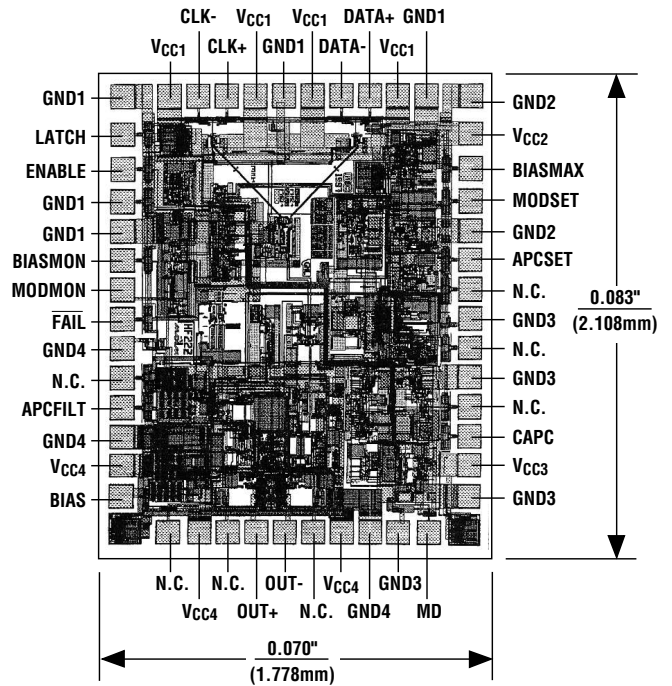 CLK- VCC1 VCC1 DATA+ GND1
VCC1 CLK+ GND1 DATA- VCC1
GND1
LATCH
ENABLE
GND1
GND1
BIASMON
MODMON
FAIL
GND4
N.C.
APCFILT
GND4
VCC4
BIAS
GND2
VCC2
BIASMAX
MODSET
GND2
APCSET
N.C.
GND3
N.C.
GND3
N.C.
CAPC
VCC3
GND3
0.083"
(2.108mm)
HF22Z
N.C. N.C. OUT- VCC4 GND3
VCC4 OUT+ N.C. GND4 MD
0.070"
(1.778mm)